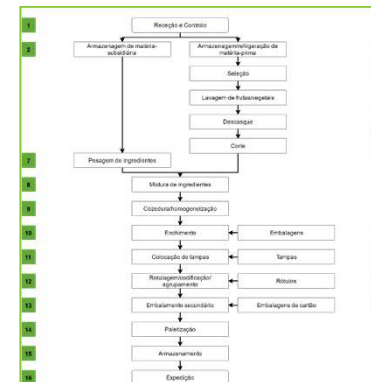 1
Receção e Controlo
2
Armazenagem de matéria-
subsidiária
Armazenagem/refrigeração de
matéria-prima
Seleção
Lavagem de frutas/vegetais
Descasque
Corte
7
Pesagem de ingredientes
8
Mistura de ingredientes
9
Cozedura/homogeneização
10
Enchimento
Embalagens
11
Colocação de tampas
Tampas
12
Rotulagem/codificação/
agrupamento
Rótulos
13
Embalamento secundário
Embalagens de cartão
14
Paletização
15
Armazenamento
16
Expedição